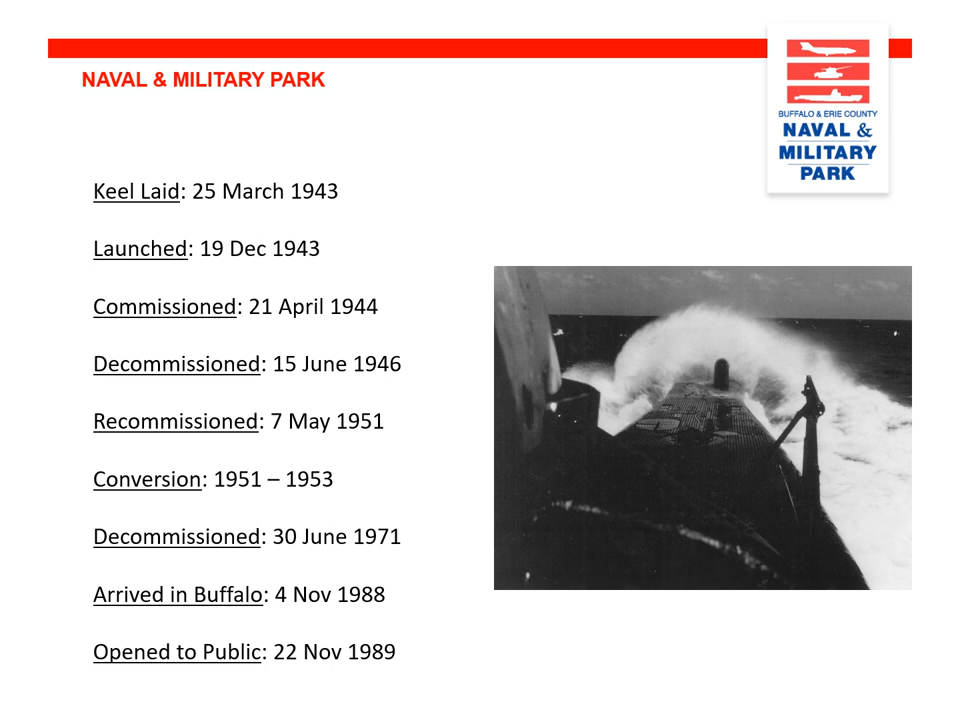 NAVAL & MILITARY PARK
BUFFALO & ERIE COUNTY
NAVAL &
MILITARY
PARK
Keel Laid: 25 March 1943
Launched: 19 Dec 1943
Commissioned: 21 April 1944
Decommissioned: 15 June 1946
Recommissioned: 7 May 1951
Conversion: 1951 – 1953
Decommissioned: 30 June 1971
Arrived in Buffalo: 4 Nov 1988
Opened to Public: 22 Nov 1989